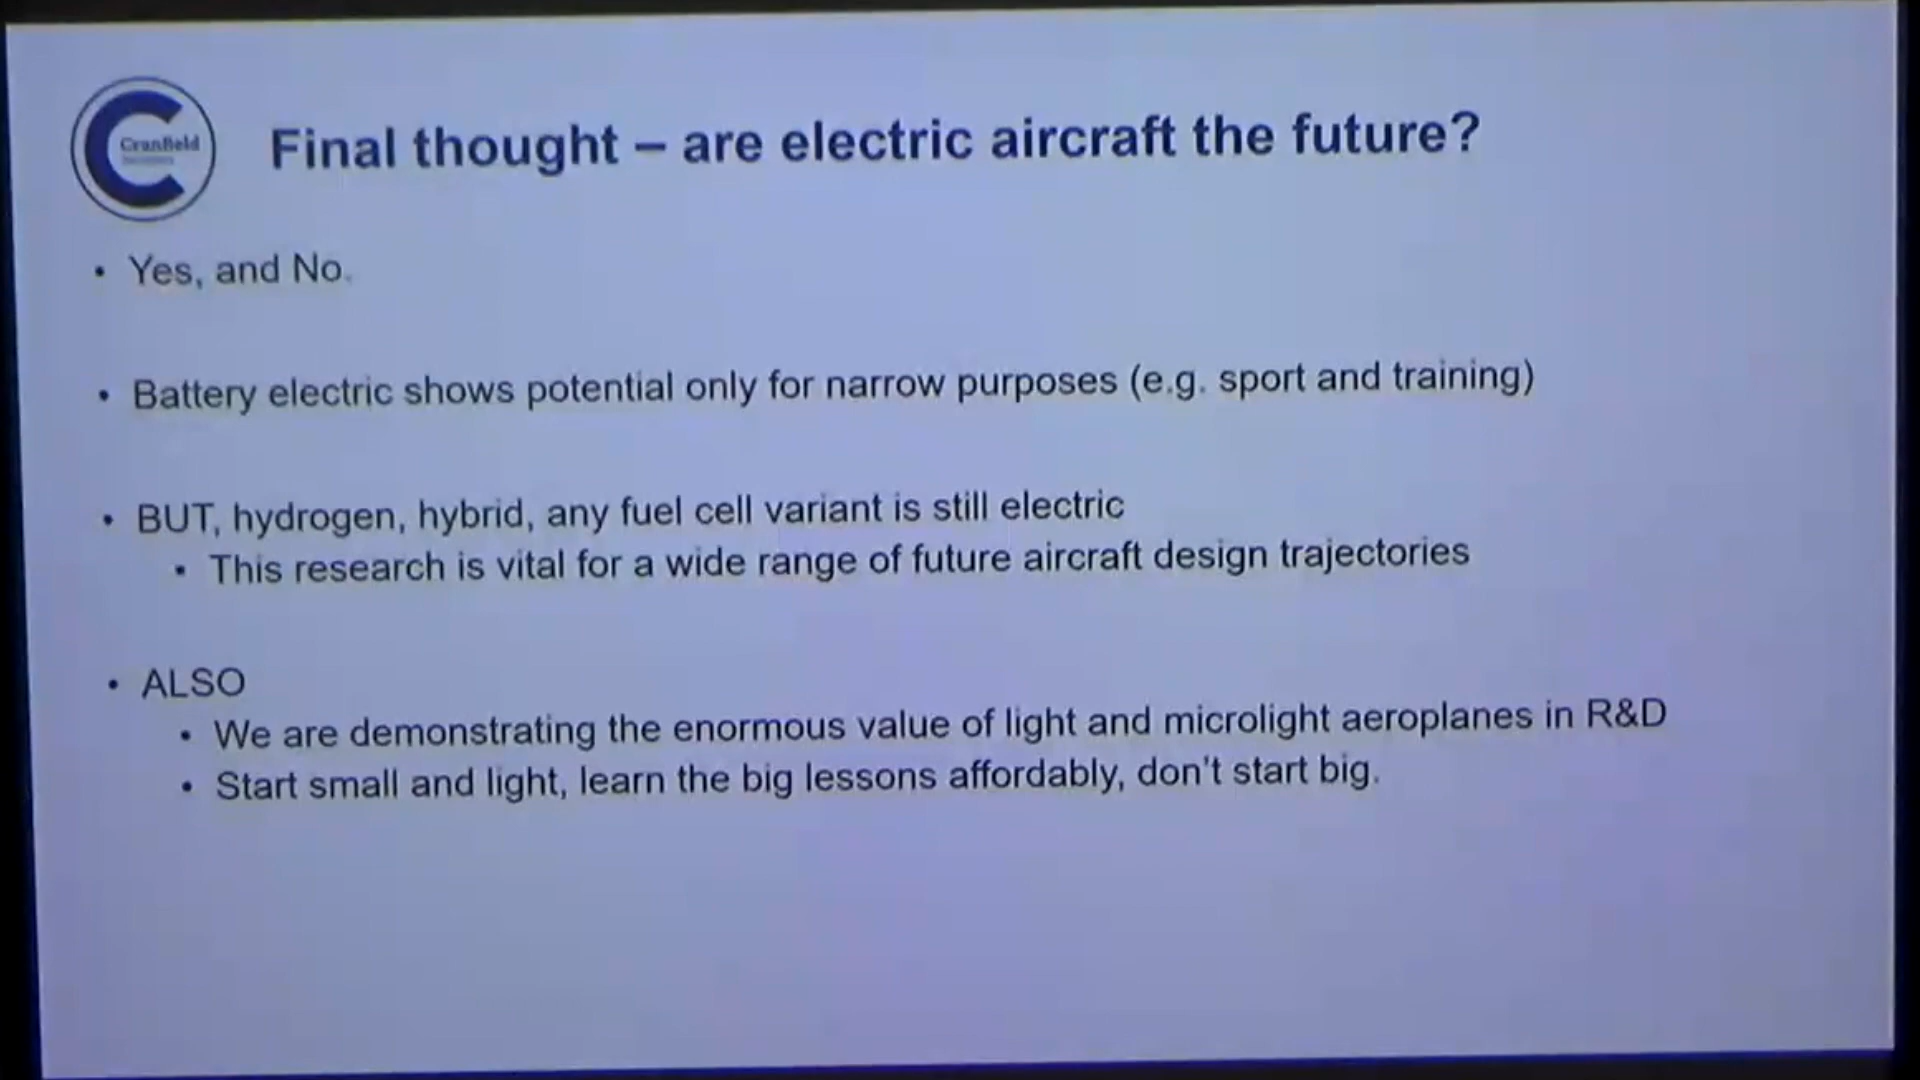 Cranfield
Final thought – are electric aircraft the future?
• Yes, and No.
• Battery electric shows potential only for narrow purposes (e.g. sport and training)
• BUT, hydrogen, hybrid, any fuel cell variant is still electric
• This research is vital for a wide range of future aircraft design trajectories
• ALSO
• We are demonstrating the enormous value of light and microlight aeroplanes in R&D
• Start small and light, learn the big lessons affordably, don't start big.